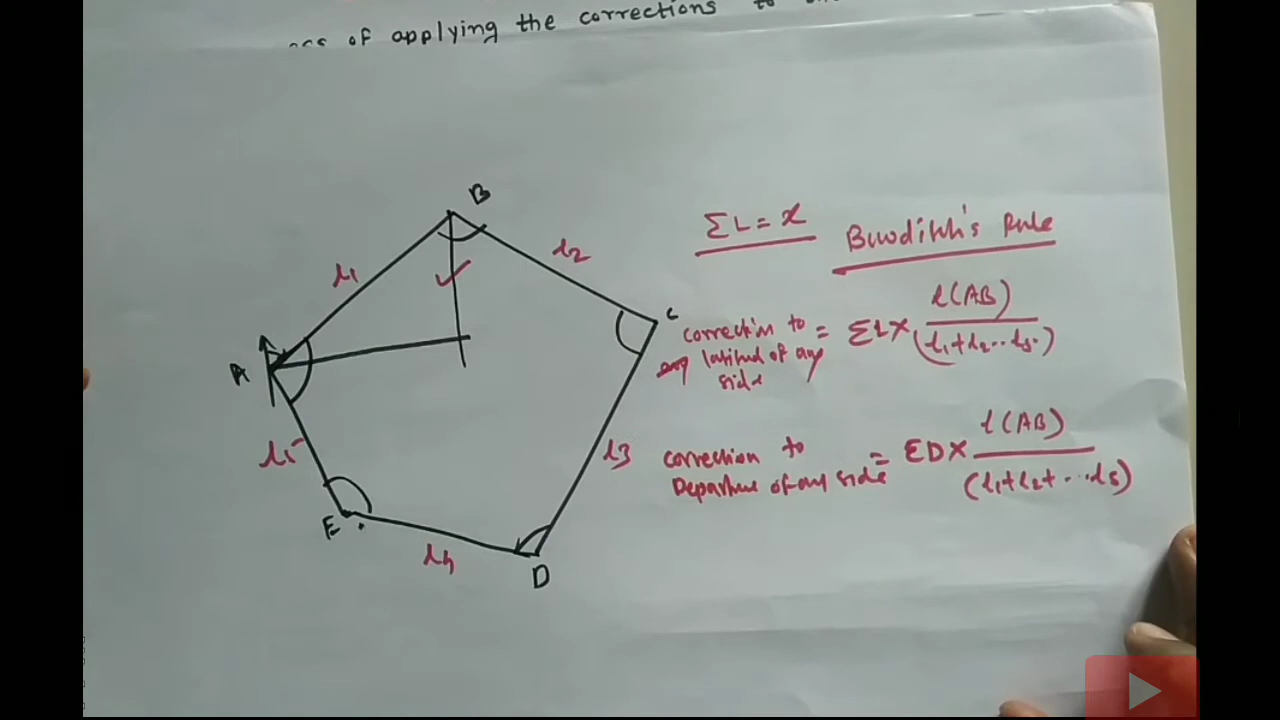 of applying the corrections to
B
l1
l2
A
C
l5
l3
E
l4
D
ΣL = x
Bowditch's Rule
correction to latitude of any side = ΣL × l(AB) / (l1+l2...l5)
correction to Departure of any side = ΣD × l(AB) / (l1+l2+...l5)